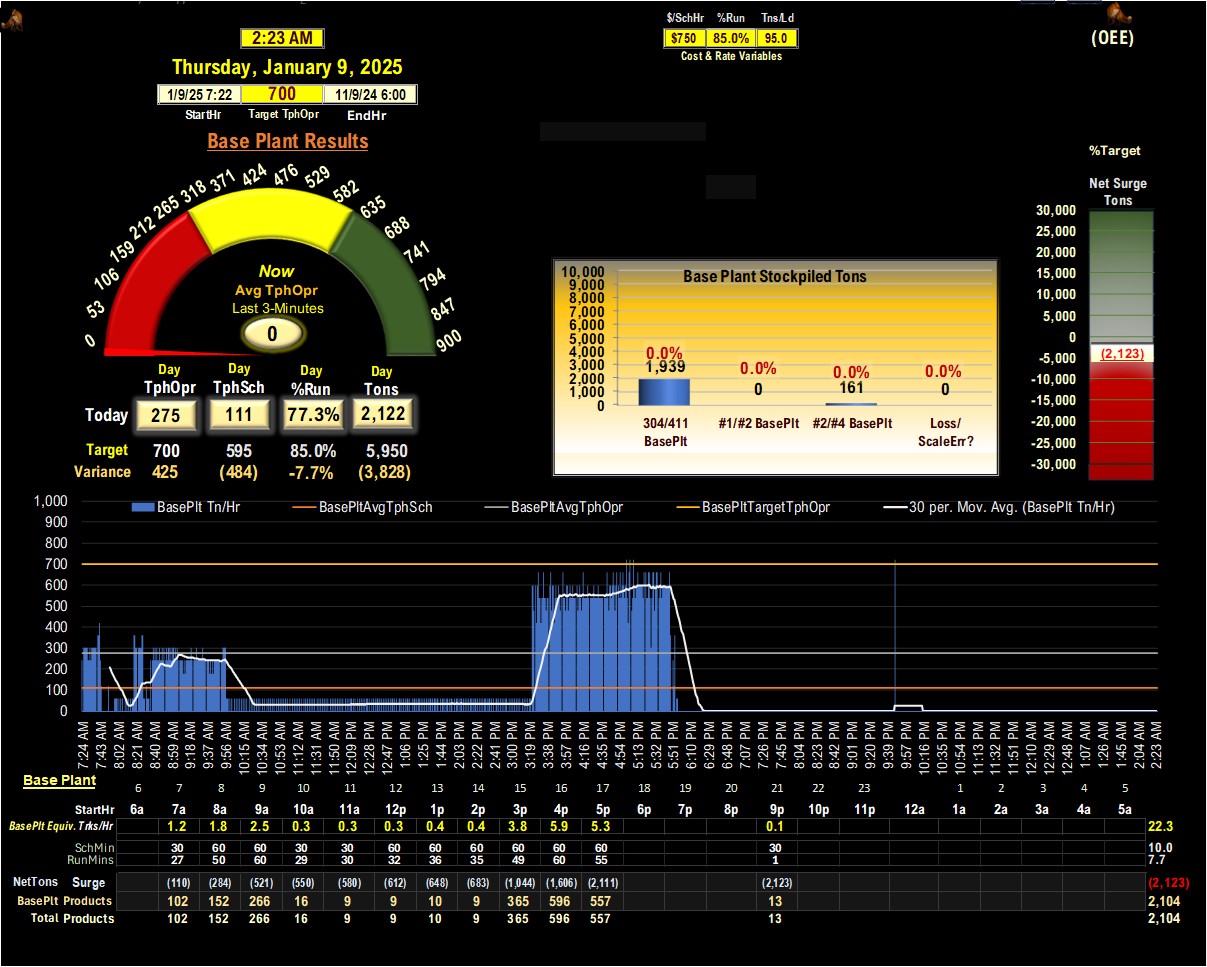 $/SchHr %Run Tns/Ld
2:23 AM $750 85.0% 95.0 (OEE)
Cost & Rate Variables
Thursday, January 9, 2025
1/9/25 7:22 700 11/9/24 6:00
StartHr Target TphOpr EndHr
Base Plant Results
0 53 106 159 212 265 318 371 424 476 529 582 635 688 741 794 847 900
Now
Avg TphOpr
Last 3-Minutes
0
Day Day Day Day
TphOpr TphSch %Run Tons
Today 275 111 77.3% 2,122
Target 700 595 85.0% 5,950
Variance 425 (484) -7.7% (3,828)
Base Plant Stockpiled Tons
10,000
9,000
8,000
7,000
6,000
5,000
4,000
3,000
2,000
1,000
0
0.0% 0.0% 0.0% 0.0%
1,939 0 161 0
304/411 BasePlt
#1/#2 BasePlt
#2/#4 BasePlt
Loss/ ScaleErr?
%Target
Net Surge
Tons
30,000
25,000
20,000
15,000
10,000
5,000
0
-5,000
-10,000
-15,000
-20,000
-25,000
-30,000
(2,123)
BasePlt Tn/Hr BasePltAvgTphSch BasePltAvgTphOpr BasePltTargetTphOpr 30 per. Mov. Avg. (BasePlt Tn/Hr)
1,000
900
800
700
600
500
400
300
200
100
0
7:24 AM 7:43 AM 8:02 AM 8:21 AM 8:40 AM 8:59 AM 9:18 AM 9:37 AM 9:56 AM 10:15 AM 10:34 AM 10:53 AM 11:12 AM 11:31 AM 11:50 AM 12:09 PM 12:28 PM 12:47 PM 1:06 PM 1:25 PM 1:44 PM 2:03 PM 2:22 PM 2:41 PM 3:00 PM 3:19 PM 3:38 PM 3:57 PM 4:16 PM 4:35 PM 4:54 PM 5:13 PM 5:32 PM 5:51 PM 6:10 PM 6:29 PM 6:48 PM 7:07 PM 7:26 PM 7:45 PM 8:04 PM 8:23 PM 8:42 PM 9:01 PM 9:20 PM 9:39 PM 9:57 PM 10:16 PM 10:35 PM 10:54 PM 11:13 PM 11:32 PM 11:51 PM 12:10 AM 12:29 AM 12:48 AM 1:07 AM 1:26 AM 1:45 AM 2:04 AM 2:23 AM
Base Plant
6 7 8 9 10 11 12 13 14 15 16 17 18 19 20 21 22 23 1 2 3 4 5
StartHr 6a 7a 8a 9a 10a 11a 12p 1p 2p 3p 4p 5p 6p 7p 8p 9p 10p 11p 12a 1a 2a 3a 4a 5a
BasePlt Equiv. Trks/Hr 1.2 1.8 2.5 0.3 0.3 0.3 0.4 0.4 3.8 5.9 5.3 0.1 22.3
SchMin 30 60 60 30 30 60 60 60 60 60 60 30 10.0
RunMins 27 50 60 29 30 32 36 35 49 60 55 1 7.7
NetTons Surge (110) (284) (521) (550) (580) (612) (648) (683) (1,044) (1,606) (2,111) (2,123) (2,123)
BasePlt Products 102 152 266 16 9 9 10 9 365 596 557 13 2,104
Total Products 102 152 266 16 9 9 10 9 365 596 557 13 2,104